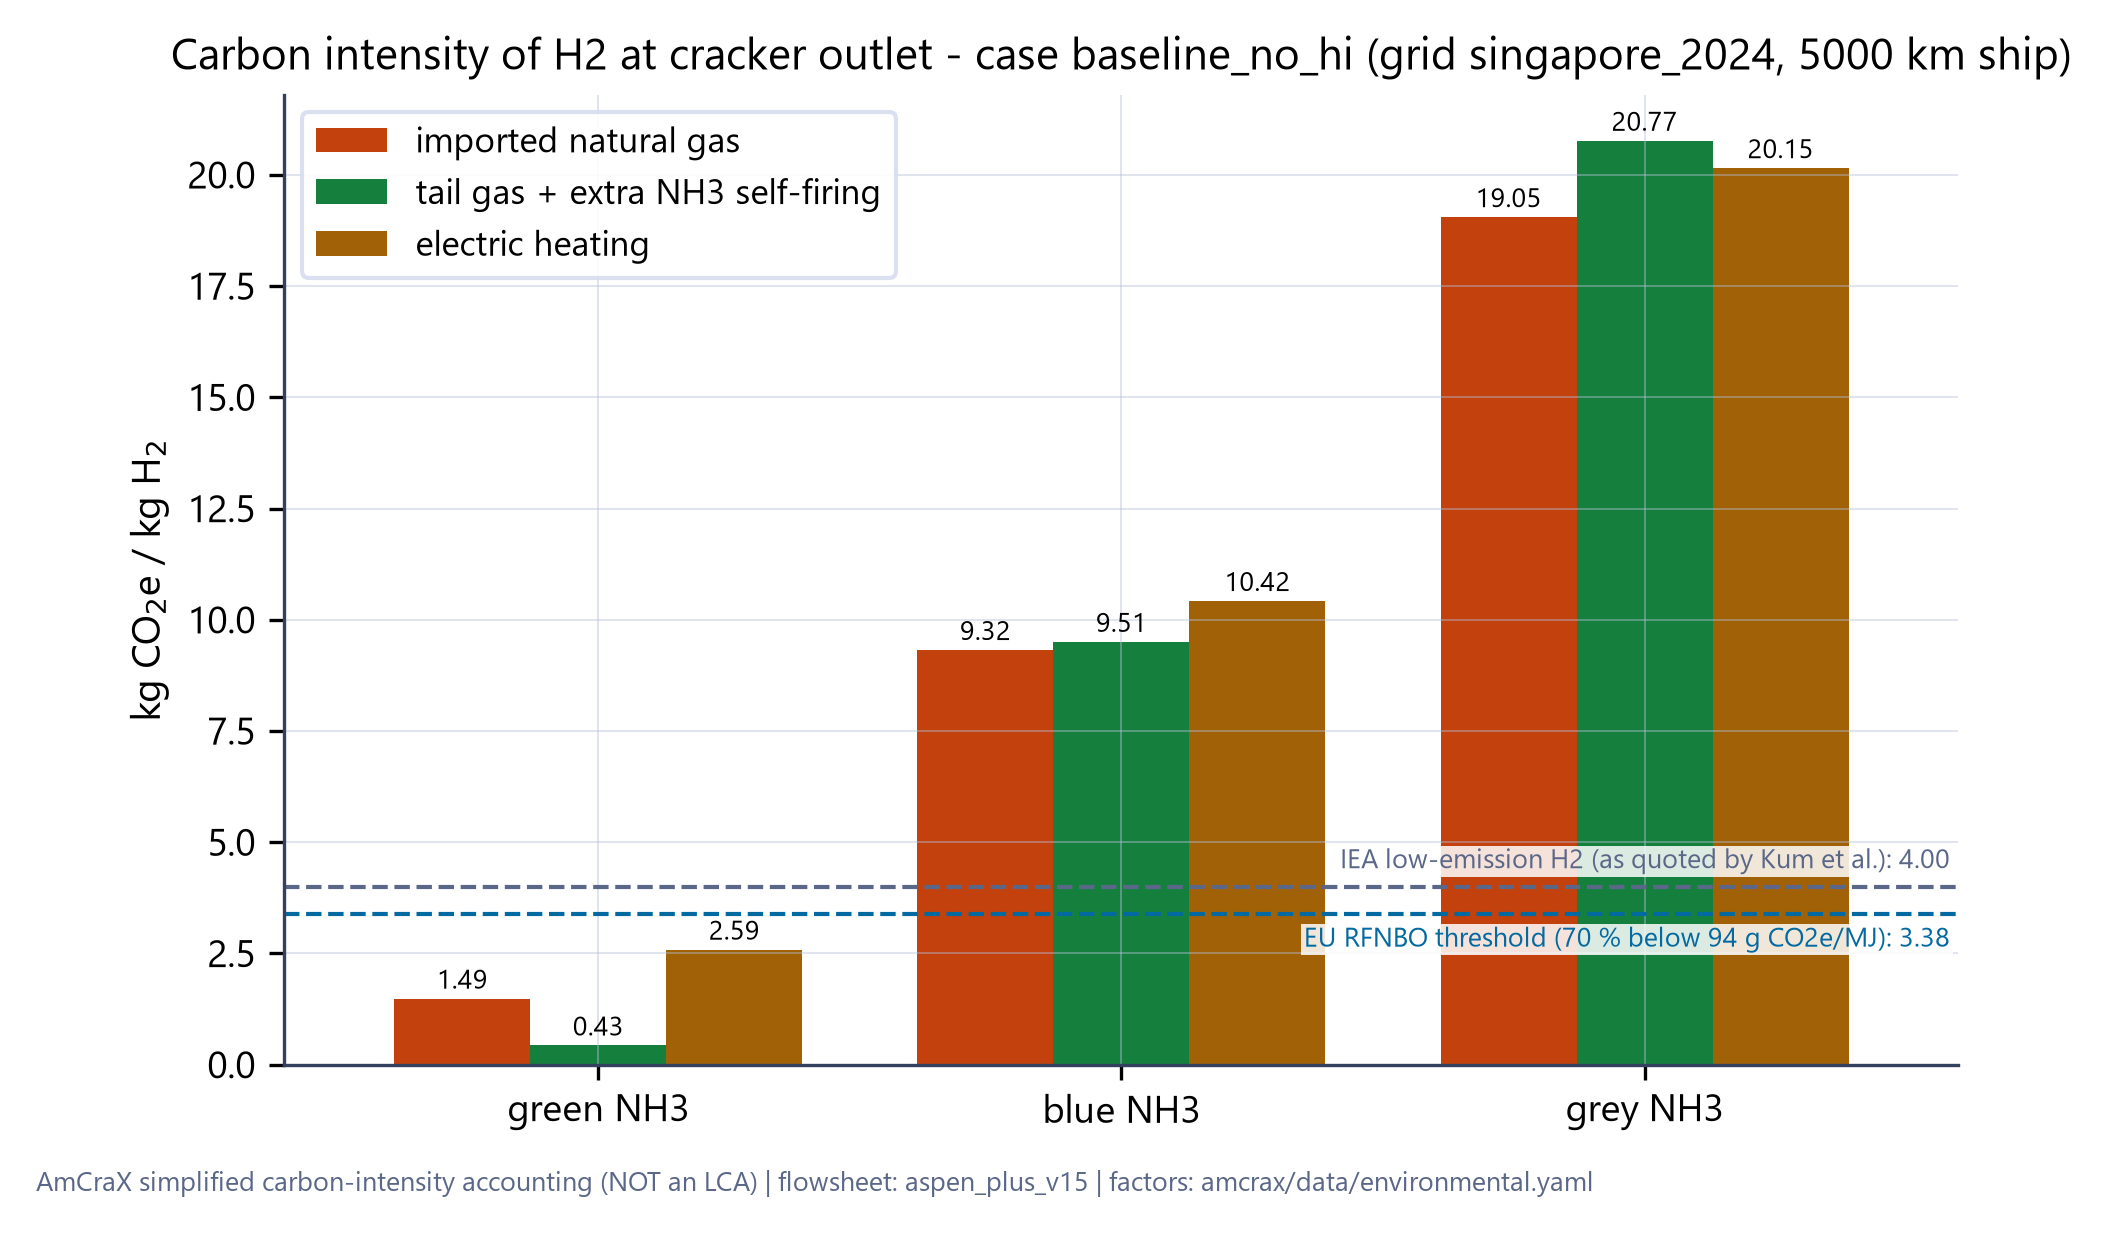 Carbon intensity of H2 at cracker outlet - case baseline_no_hi (grid singapore_2024, 5000 km ship)
imported natural gas
tail gas + extra NH3 self-firing
electric heating
kg CO₂e / kg H₂
20.0
17.5
15.0
12.5
10.0
7.5
5.0
2.5
0.0
1.49
0.43
2.59
9.32
9.51
10.42
19.05
20.77
20.15
IEA low-emission H2 (as quoted by Kum et al.): 4.00
EU RFNBO threshold (70 % below 94 g CO2e/MJ): 3.38
green NH3
blue NH3
grey NH3
AmCraX simplified carbon-intensity accounting (NOT an LCA) | flowsheet: aspen_plus_v15 | factors: amcrax/data/environmental.yaml